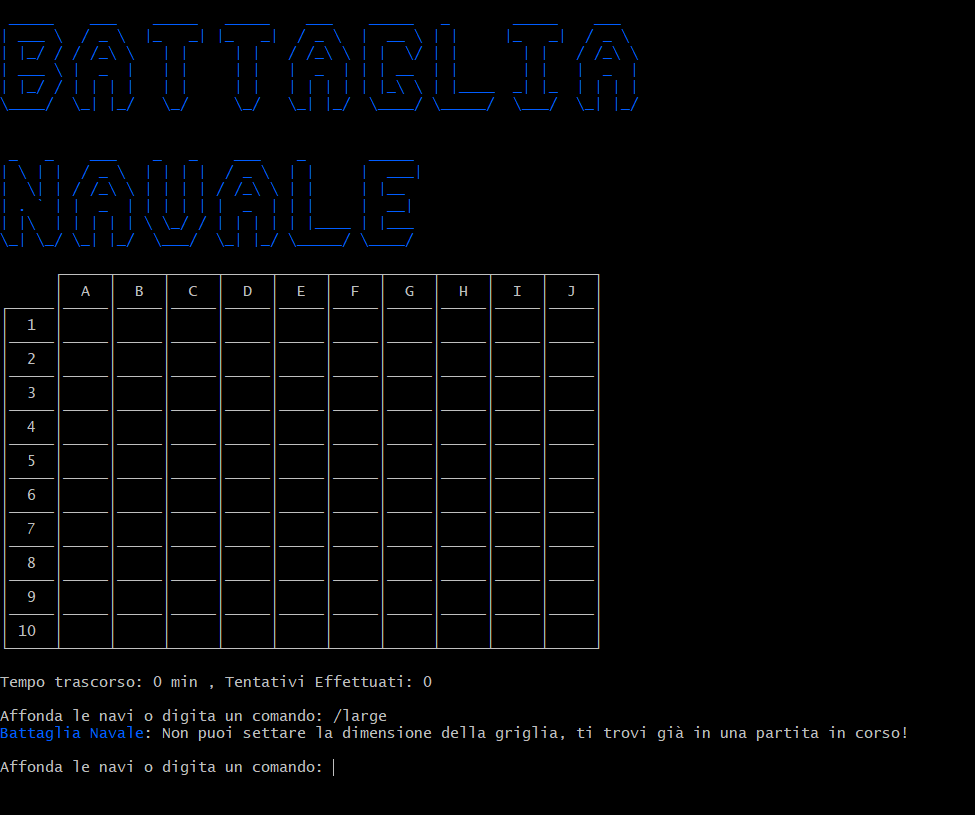 BATTAGLIA
NAVALE
A B C D E F G H I J
1
2
3
4
5
6
7
8
9
10
Tempo trascorso: 0 min , Tentativi Effettuati: 0
Affonda le navi o digita un comando: /large
Battaglia Navale: Non puoi settare la dimensione della griglia, ti trovi già in una partita in corso!
Affonda le navi o digita un comando: